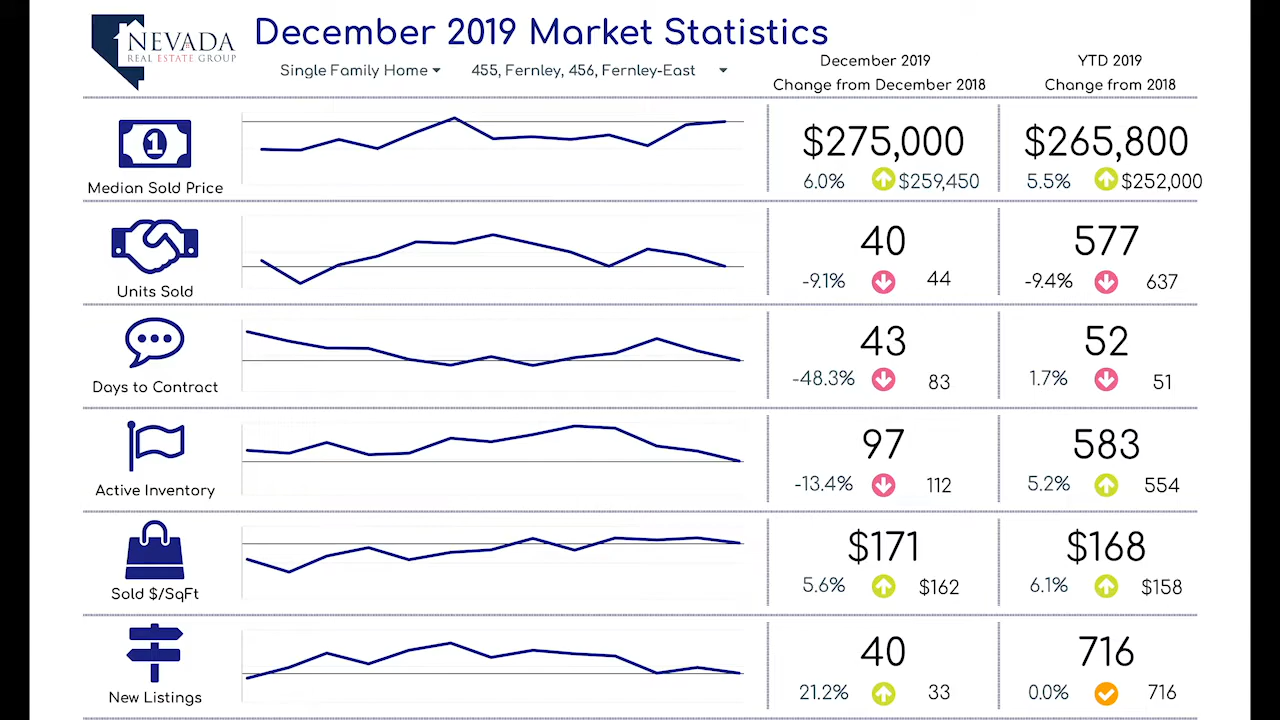 NEVADA
REAL ESTATE GROUP
December 2019 Market Statistics
Single Family Home
455, Fernley, 456, Fernley-East
December 2019
Change from December 2018
YTD 2019
Change from 2018
1
Median Sold Price
$275,000
6.0% $259,450
$265,800
5.5% $252,000
Units Sold
40
-9.1% 44
577
-9.4% 637
Days to Contract
43
-48.3% 83
52
1.7% 51
Active Inventory
97
-13.4% 112
583
5.2% 554
Sold $/SqFt
$171
5.6% $162
$168
6.1% $158
New Listings
40
21.2% 33
716
0.0% 716